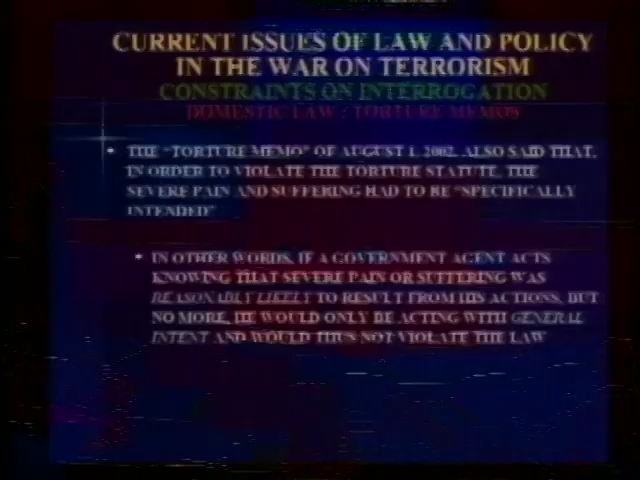 CURRENT ISSUES OF LAW AND POLICY
IN THE WAR ON TERRORISM
CONSTRAINTS ON INTERROGATION
DOMESTIC LAW : TORTURE MEMOS
• THE "TORTURE MEMO" OF AUGUST 1, 2002, ALSO SAID THAT,
IN ORDER TO VIOLATE THE TORTURE STATUTE, THE
SEVERE PAIN AND SUFFERING HAD TO BE "SPECIFICALLY
INTENDED"
• IN OTHER WORDS, IF A GOVERNMENT AGENT ACTS
KNOWING THAT SEVERE PAIN OR SUFFERING WAS
REASONABLY LIKELY TO RESULT FROM HIS ACTIONS, BUT
NO MORE, HE WOULD ONLY BE ACTING WITH GENERAL
INTENT AND WOULD THUS NOT VIOLATE THE LAW